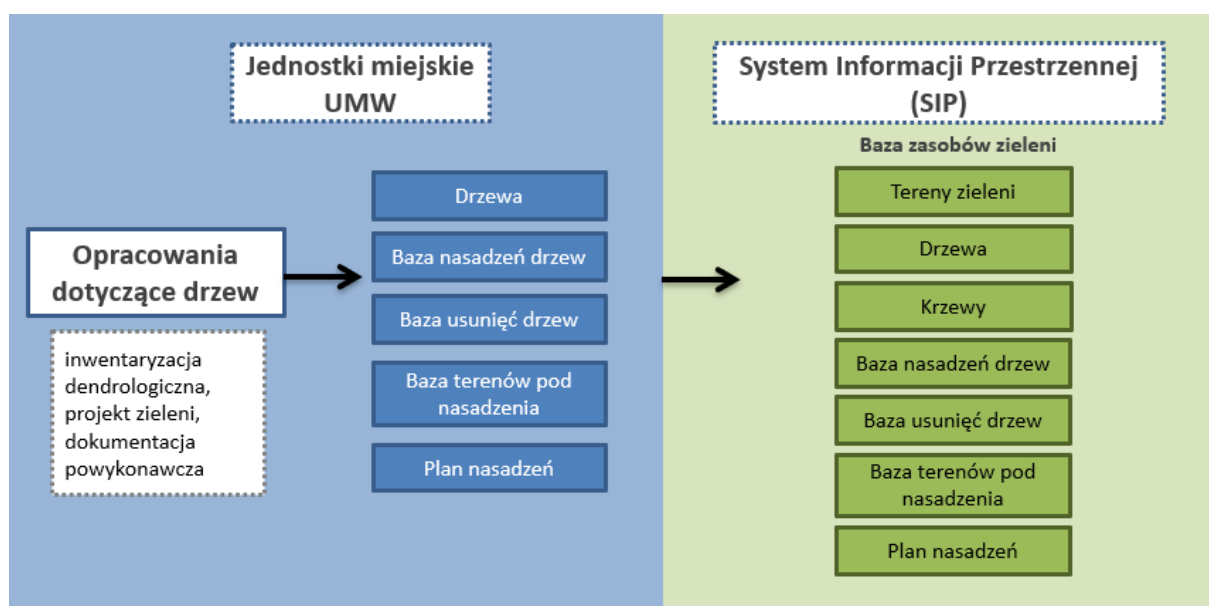 Jednostki miejskie
UMW
Opracowania
dotyczące drzew
inwentaryzacja
dendrologiczna,
projekt zieleni,
dokumentacja
powykonawcza
Drzewa
Baza nasadzeń drzew
Baza usunięć drzew
Baza terenów pod
nasadzenia
Plan nasadzeń
System Informacji Przestrzennej
(SIP)
Baza zasobów zieleni
Tereny zieleni
Drzewa
Krzewy
Baza nasadzeń drzew
Baza usunięć drzew
Baza terenów pod
nasadzenia
Plan nasadzeń